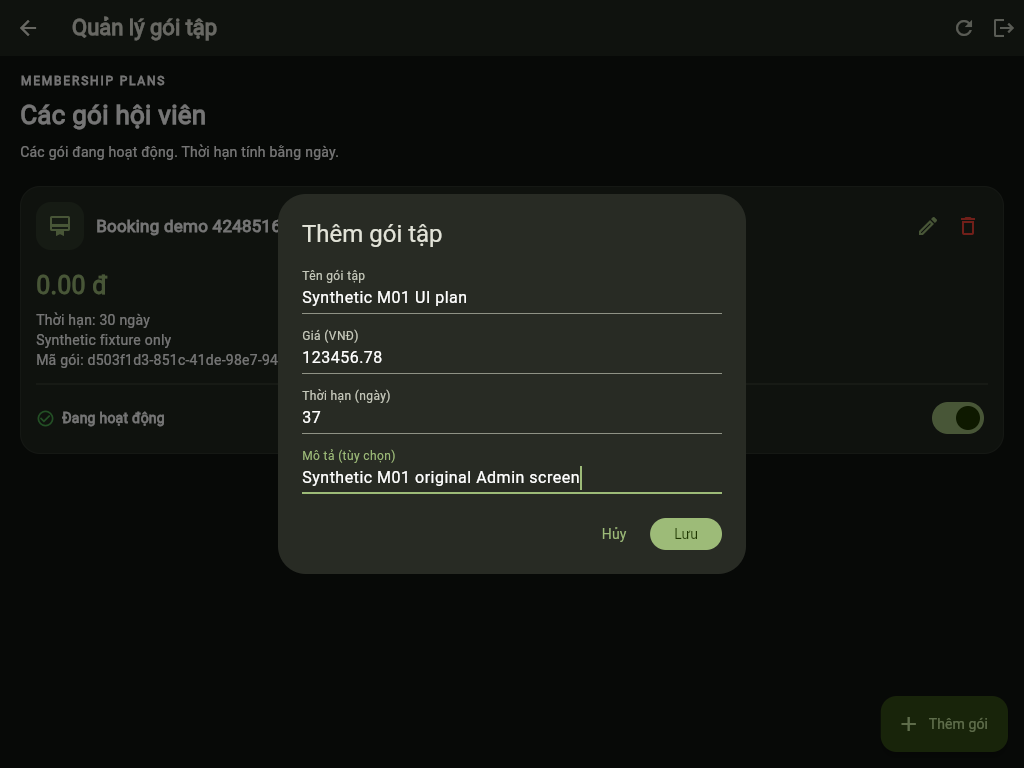 Quản lý gói tập
MEMBERSHIP PLANS
Các gói hội viên
Các gói đang hoạt động. Thời hạn tính bằng ngày.
Booking demo 4248516
0.00 đ
Thời hạn: 30 ngày
Synthetic fixture only
Mã gói: d503f1d3-851c-41de-98e7-94
Đang hoạt động
Thêm gói tập
Tên gói tập
Synthetic M01 UI plan
Giá (VNĐ)
123456.78
Thời hạn (ngày)
37
Mô tả (tùy chọn)
Synthetic M01 original Admin screen
Hủy
Lưu
Thêm gói